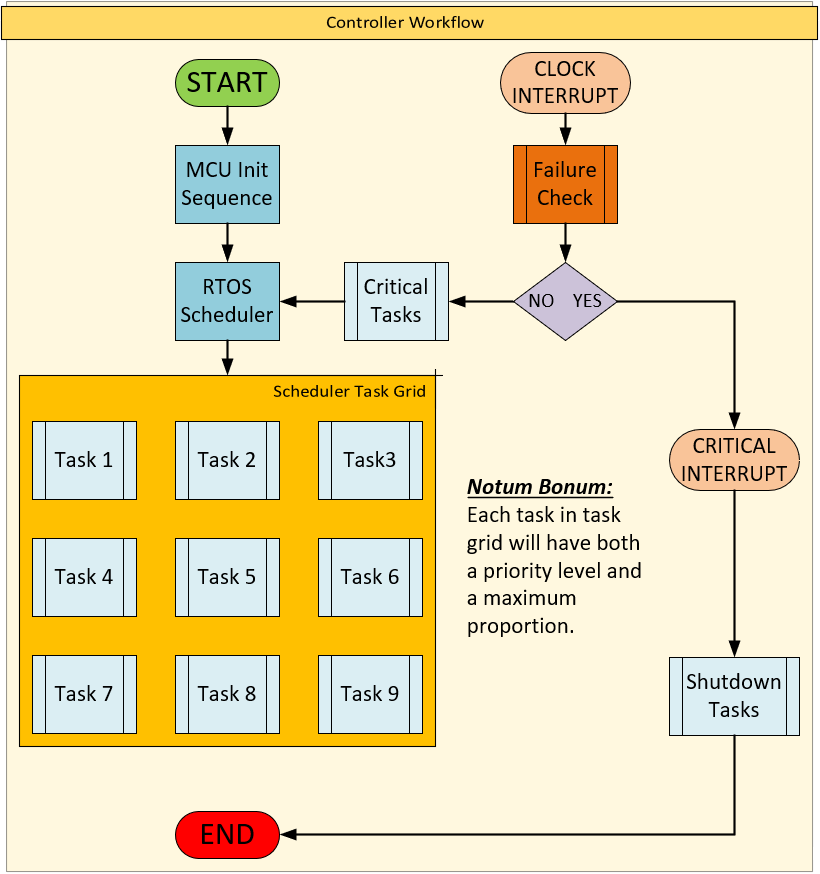 Controller Workflow
START
CLOCK
INTERRUPT
MCU Init
Sequence
Failure
Check
RTOS
Scheduler
Critical
Tasks
NO YES
Scheduler Task Grid
Task 1
Task 2
Task3
Task 4
Task 5
Task 6
Task 7
Task 8
Task 9
Notum Bonum:
Each task in task
grid will have both
a priority level and
a maximum
proportion.
CRITICAL
INTERRUPT
Shutdown
Tasks
END